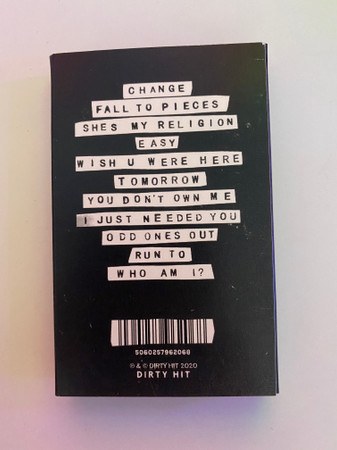 CHANGE
FALL TO PIECES
SHES MY RELIGION
EASY
WISH U WERE HERE
TOMORROW
YOU DON'T OWN ME
I JUST NEEDED YOU
ODD ONES OUT
RUN TO
WHO AM I?
5060257962068
℗ & © DIRTY HIT 2020
DIRTY HIT